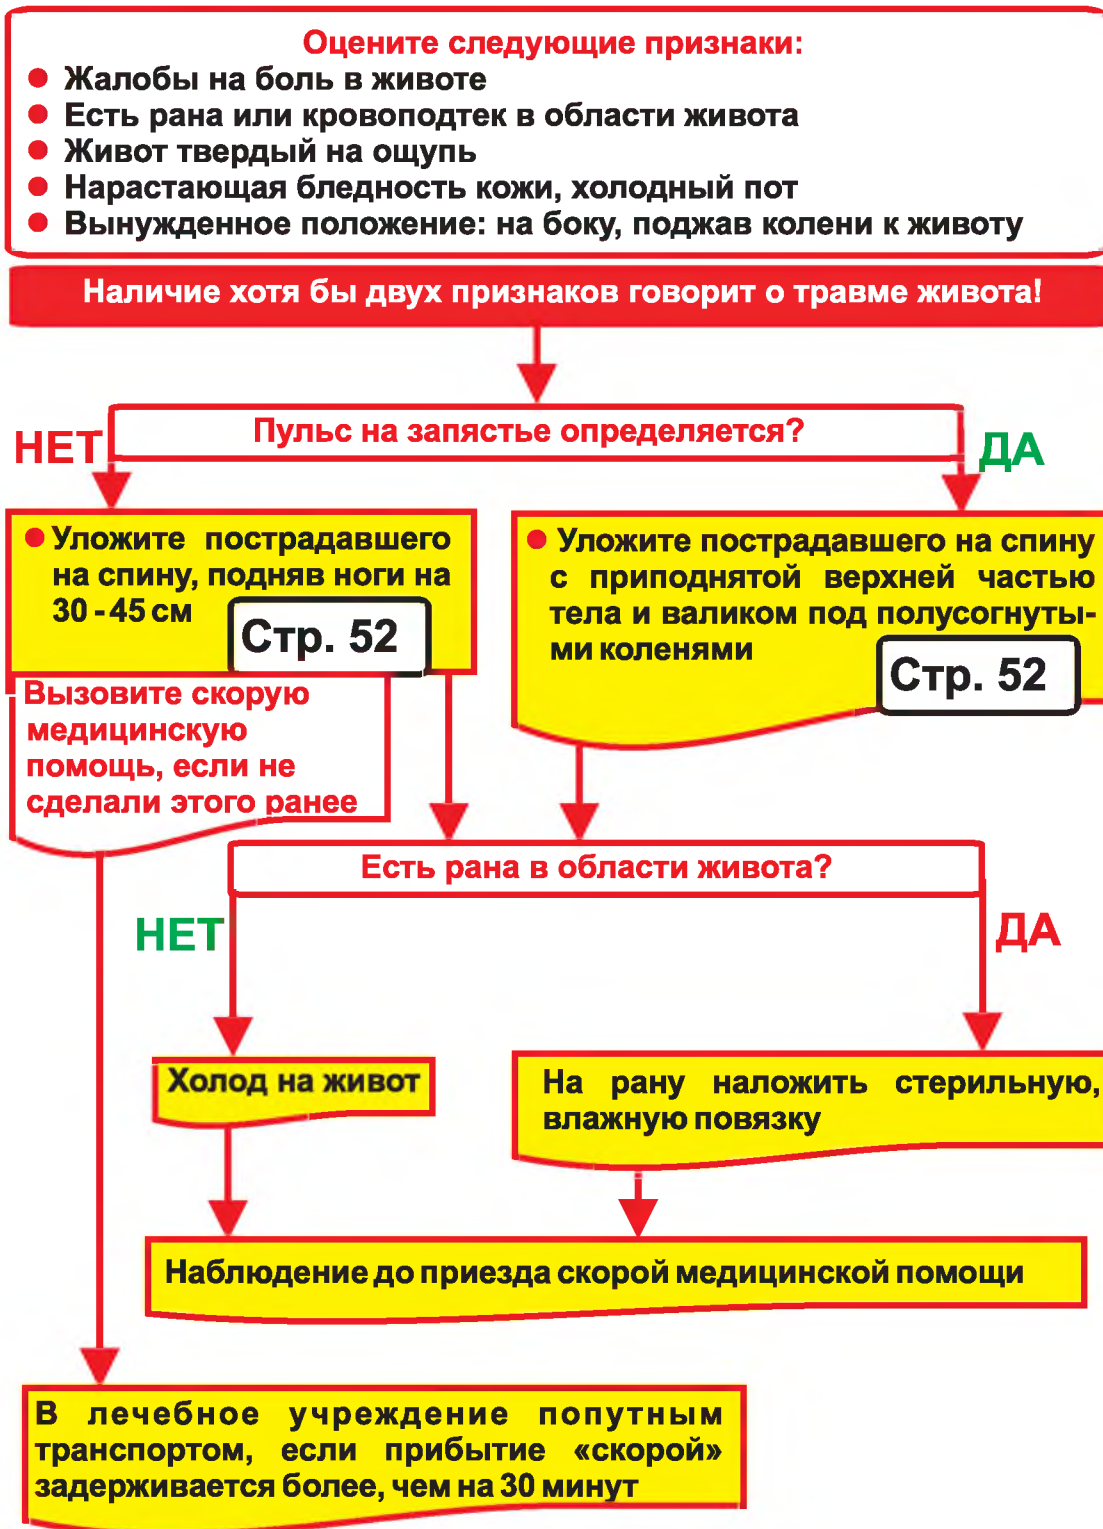 Оцените следующие признаки:
● Жалобы на боль в животе
● Есть рана или кровоподтек в области живота
● Живот твердый на ощупь
● Нарастающая бледность кожи, холодный пот
● Вынужденное положение: на боку, поджав колени к животу
Наличие хотя бы двух признаков говорит о травме живота!
Пульс на запястье определяется?
НЕТ
ДА
● Уложите пострадавшего
на спину, подняв ноги на
30 - 45 см
Стр. 52
Вызовите скорую
медицинскую
помощь, если не
сделали этого ранее
● Уложите пострадавшего на спину
с приподнятой верхней частью
тела и валиком под полусогнуты-
ми коленями
Стр. 52
Есть рана в области живота?
НЕТ
ДА
Холод на живот
На рану наложить стерильную,
влажную повязку
Наблюдение до приезда скорой медицинской помощи
В лечебное учреждение попутным
транспортом, если прибытие «скорой»
задерживается более, чем на 30 минут